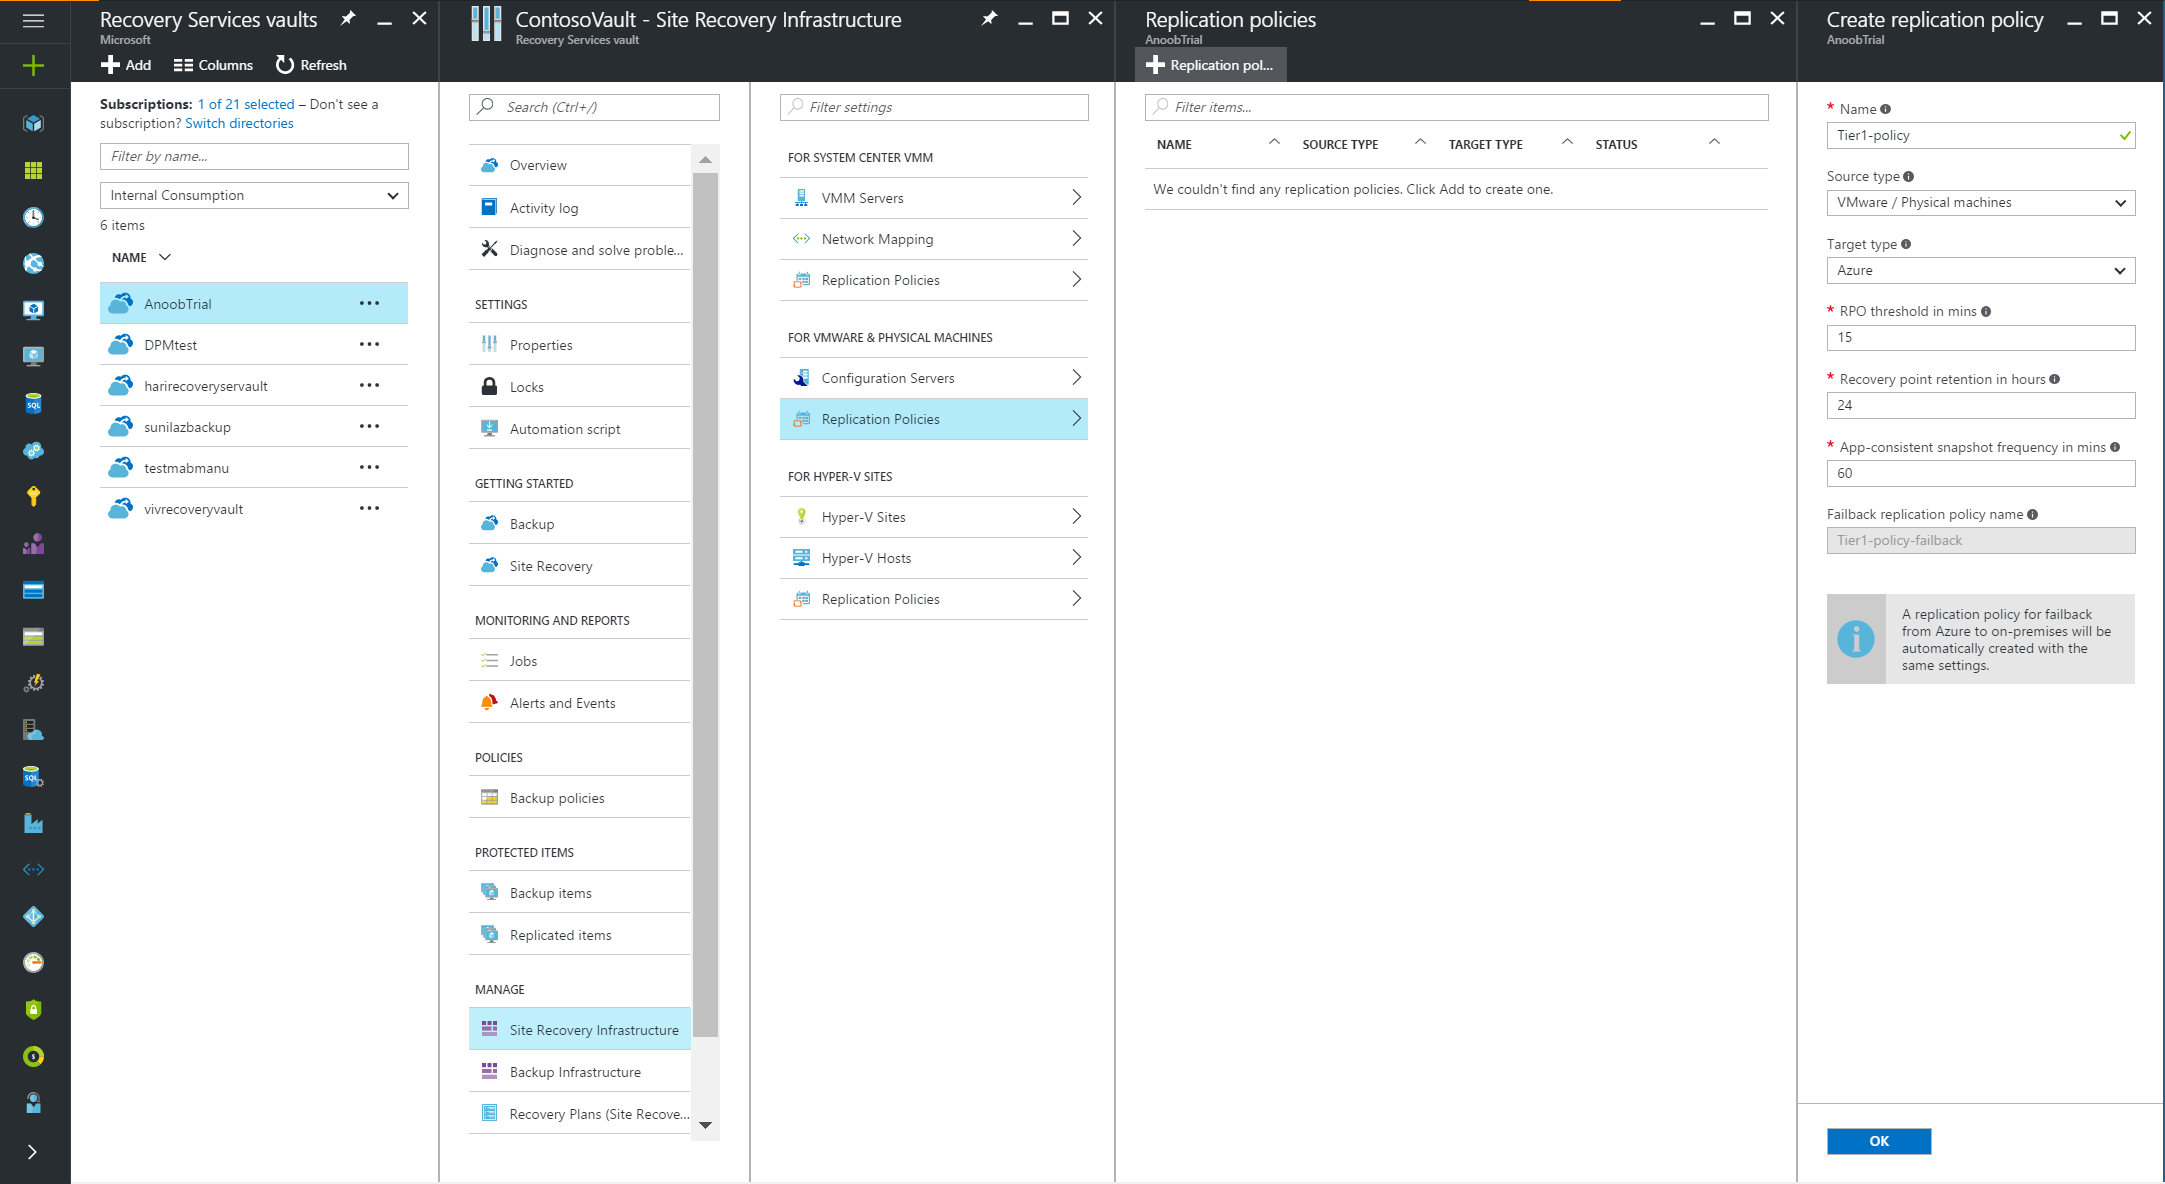 Recovery Services vaults
Microsoft
Add
Columns
Refresh
Subscriptions: 1 of 21 selected – Don't see a
subscription? Switch directories
Filter by name...
Internal Consumption
6 items
NAME
AnoobTrial
DPMtest
harirecoveryservault
sunilazbackup
testmabmanu
vivrecoveryvault
ContosoVault - Site Recovery Infrastructure
Recovery Services vault
Search (Ctrl+/)
Overview
Activity log
Diagnose and solve proble...
SETTINGS
Properties
Locks
Automation script
GETTING STARTED
Backup
Site Recovery
MONITORING AND REPORTS
Jobs
Alerts and Events
POLICIES
Backup policies
PROTECTED ITEMS
Backup items
Replicated items
MANAGE
Site Recovery Infrastructure
Backup Infrastructure
Recovery Plans (Site Recove...
Filter settings
FOR SYSTEM CENTER VMM
VMM Servers
Network Mapping
Replication Policies
FOR VMWARE & PHYSICAL MACHINES
Configuration Servers
Replication Policies
FOR HYPER-V SITES
Hyper-V Sites
Hyper-V Hosts
Replication Policies
Replication policies
AnoobTrial
Replication pol...
Filter items...
NAME SOURCE TYPE TARGET TYPE STATUS
We couldn't find any replication policies. Click Add to create one.
Create replication policy
AnoobTrial
* Name
Tier1-policy
Source type
VMware / Physical machines
Target type
Azure
* RPO threshold in mins
15
* Recovery point retention in hours
24
* App-consistent snapshot frequency in mins
60
Failback replication policy name
Tier1-policy-failback
A replication policy for failback
from Azure to on-premises will be
automatically created with the
same settings.
OK
SQL
SQL